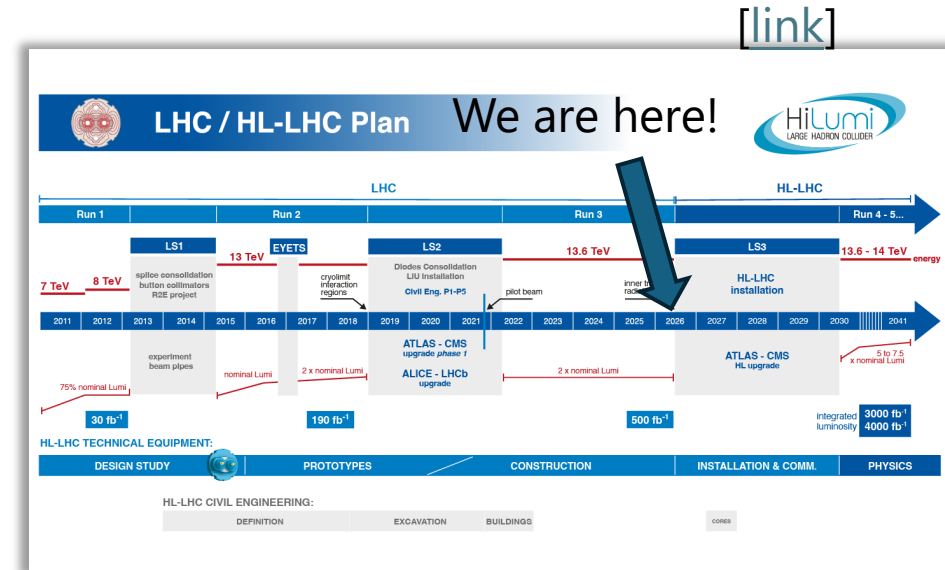 [link]
LHC / HL-LHC Plan
We are here!
HiLumi
LARGE HADRON COLLIDER
LHC
HL-LHC
Run 1
Run 2
Run 3
Run 4 - 5...
LS1
EYETS
LS2
LS3
13 TeV
13.6 TeV
13.6 - 14 TeV
energy
splice consolidation
button collimators
R2E project
Diodes Consolidation
LIU Installation
Civil Eng. P1-P5
cryolimit
interaction
regions
pilot beam
inner
HL-LHC
installation
7 TeV
8 TeV
2011 2012 2013 2014 2015 2016 2017 2018 2019 2020 2021 2022 2023 2024 2025 2026 2027 2028 2029 2030 2041
experiment
beam pipes
ATLAS - CMS
upgrade phase 1
ALICE - LHCb
upgrade
ATLAS - CMS
HL upgrade
5 to 7.5
x nominal Lumi
75% nominal Lumi
nominal Lumi
2 x nominal Lumi
2 x nominal Lumi
30 fb-1
190 fb-1
500 fb-1
integrated
luminosity
3000 fb-1
4000 fb-1
HL-LHC TECHNICAL EQUIPMENT:
DESIGN STUDY
PROTOTYPES
CONSTRUCTION
INSTALLATION & COMM.
PHYSICS
HL-LHC CIVIL ENGINEERING:
DEFINITION
EXCAVATION
BUILDINGS
CORES